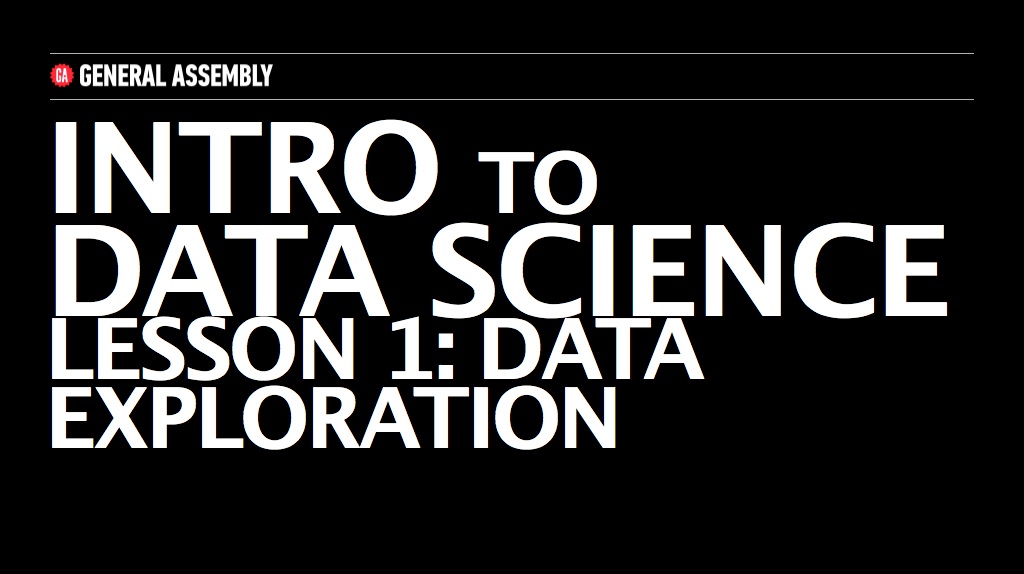 GA GENERAL ASSEMBLY
INTRO TO
DATA SCIENCE
LESSON 1: DATA
EXPLORATION